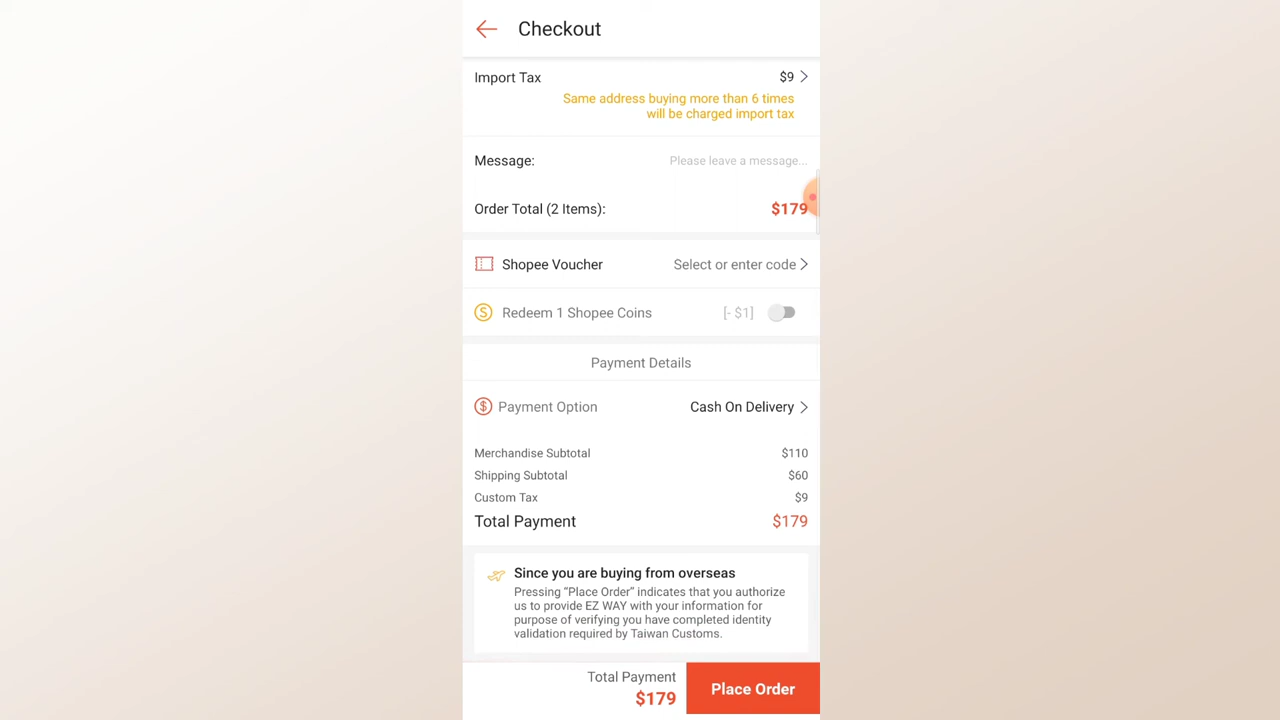 Checkout
Import Tax $9
Same address buying more than 6 times
will be charged import tax
Message: Please leave a message...
Order Total (2 Items): $179
Shopee Voucher Select or enter code
Redeem 1 Shopee Coins [- $1]
Payment Details
Payment Option Cash On Delivery
Merchandise Subtotal $110
Shipping Subtotal $60
Custom Tax $9
Total Payment $179
Since you are buying from overseas
Pressing “Place Order” indicates that you authorize
us to provide EZ WAY with your information for
purpose of verifying you have completed identity
validation required by Taiwan Customs.
Total Payment
$179
Place Order